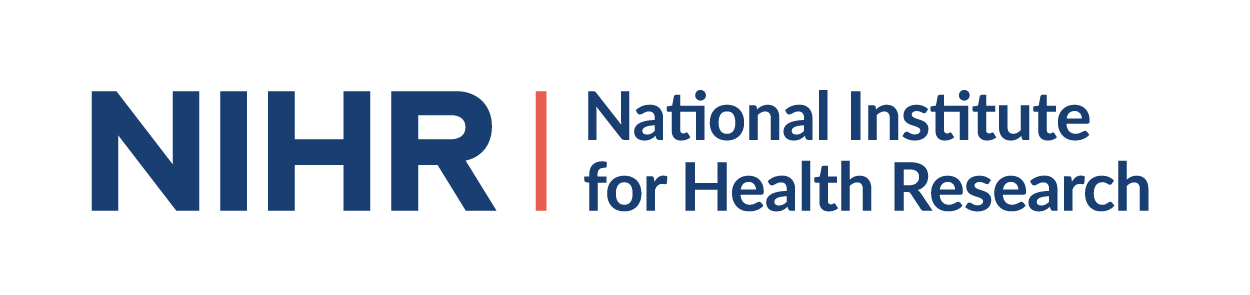 NIHR
National Institute
for Health Research